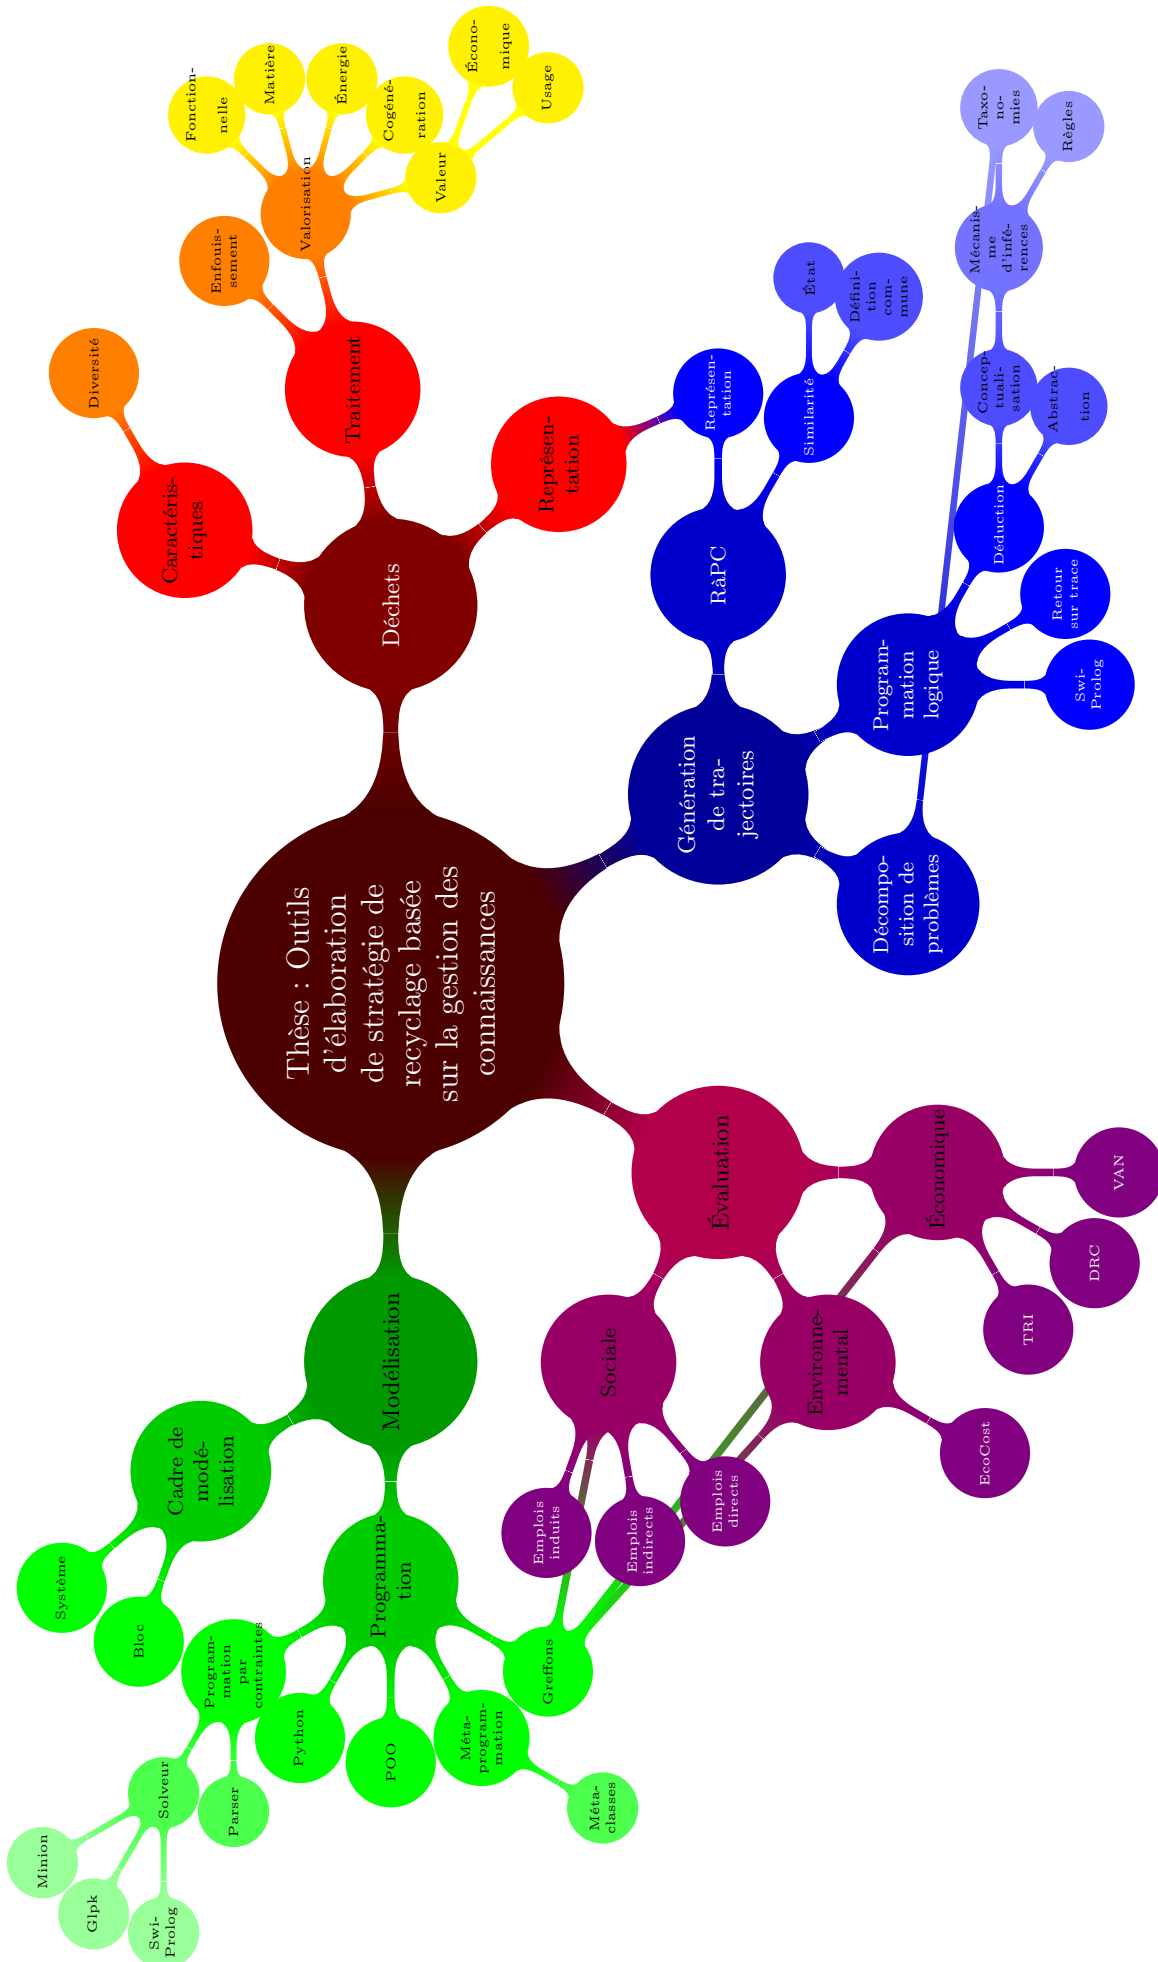 Thèse : Outils
d'élaboration
de stratégie de
recyclage basée
sur la gestion des
connaissances
Modélisation
Cadre de
modé-
lisation
Système
Bloc
Programma-
tion
Program-
mation
par
contraintes
Solveur
Minion
Glpk
Swi-
Prolog
Parser
Python
POO
Méta-
program-
mation
Méta-
classes
Greffons
Évaluation
Sociale
Emplois
induits
Emplois
indirects
Emplois
directs
Environne-
mental
EcoCost
Économique
TRI
DRC
VAN
Génération
de tra-
jectoires
Décompo-
sition de
problèmes
Program-
mation
logique
Swi-
Prolog
Retour
sur trace
Déduction
Abstrac-
tion
Concep-
tuali-
sation
Mécanis-
me
d'infé-
rences
Règles
Taxo-
no-
mies
RàPC
Similarité
Défini-
tion
com-
mune
État
Représen-
tation
Déchets
Représen-
tation
Traitement
Valorisation
Valeur
Usage
Écono-
mique
Cogéné-
ration
Énergie
Matière
Fonction-
nelle
Enfouis-
sement
Caractéris-
tiques
Diversité